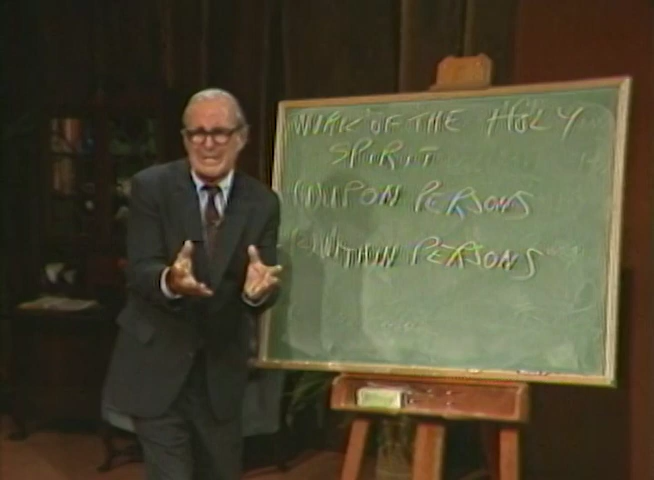 WORK OF THE HOLY
SPIRIT
(1) UPON PERSONS
(2) WITHIN PERSONS